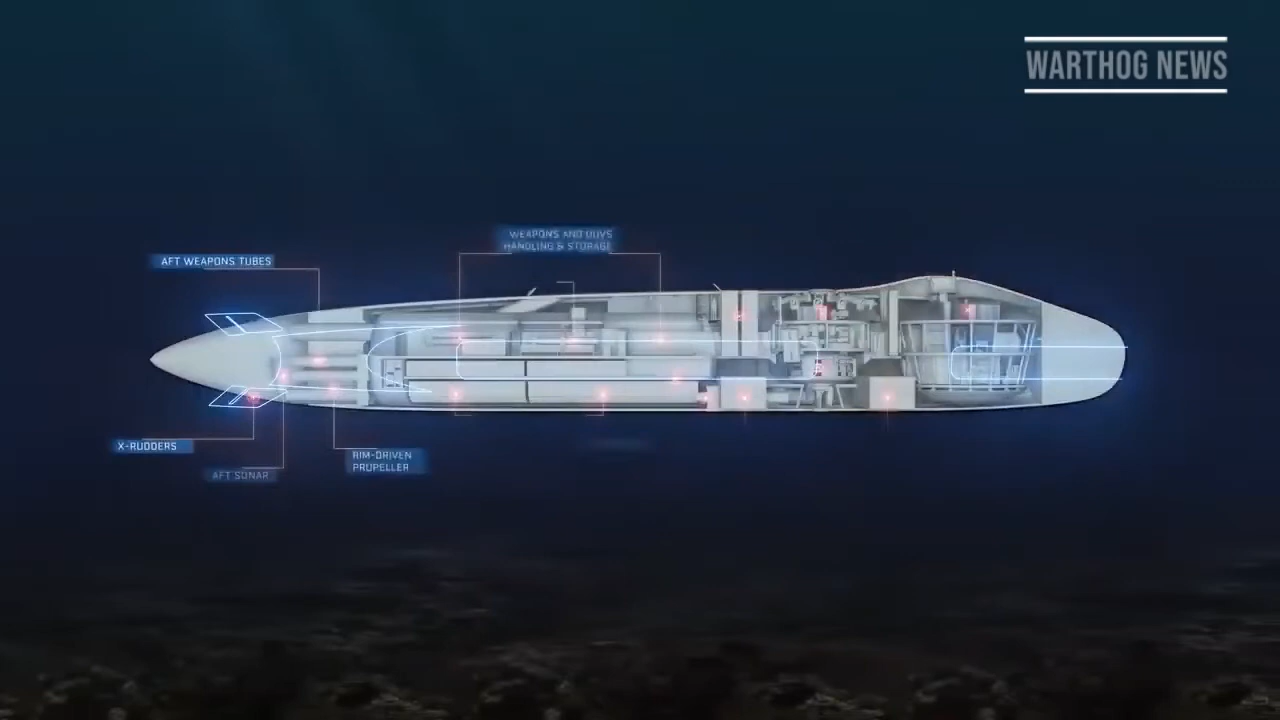 WARTHOG NEWS
WEAPONS AND UUVS
HANDLING & STORAGE
AFT WEAPONS TUBES
X-RUDDERS
RIM-DRIVEN
PROPELLER
AFT SONAR